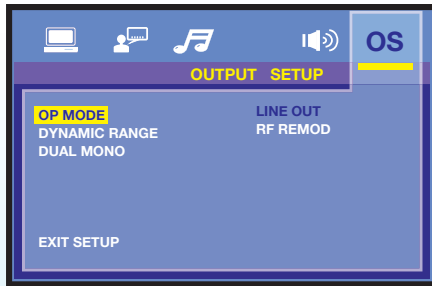 OS
OUTPUT SETUP
OP MODE LINE OUT
DYNAMIC RANGE RF REMOD
DUAL MONO
EXIT SETUP